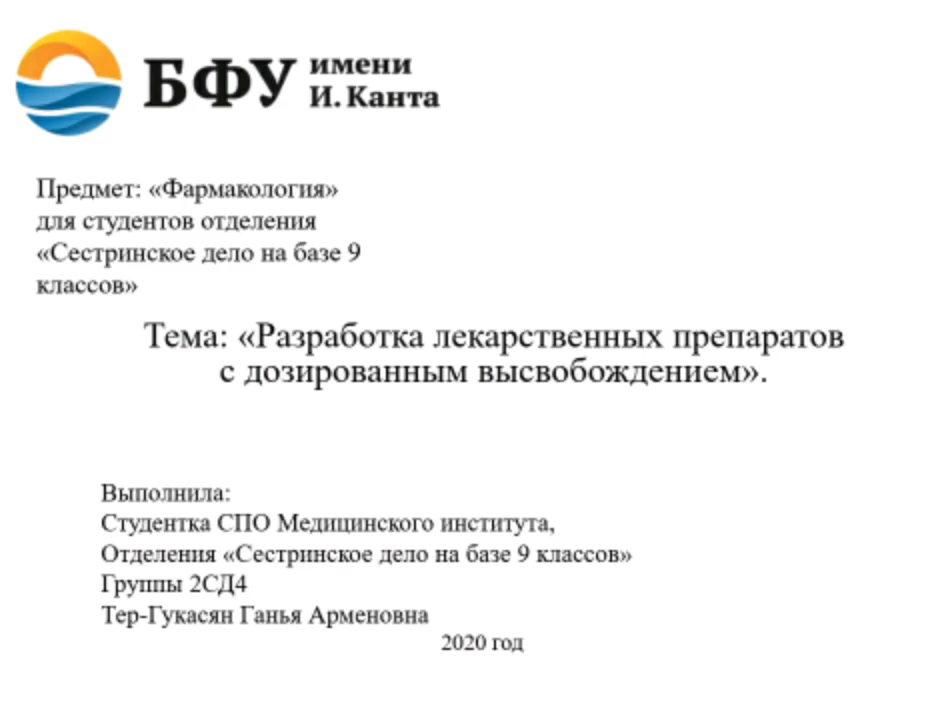 БФУ имени
И. Канта
Предмет: «Фармакология»
для студентов отделения
«Сестринское дело на базе 9
классов»
Тема: «Разработка лекарственных препаратов
с дозированным высвобождением».
Выполнила:
Студентка СПО Медицинского института,
Отделения «Сестринское дело на базе 9 классов»
Группы 2СД4
Тер-Гукасян Ганья Арменовна
2020 год